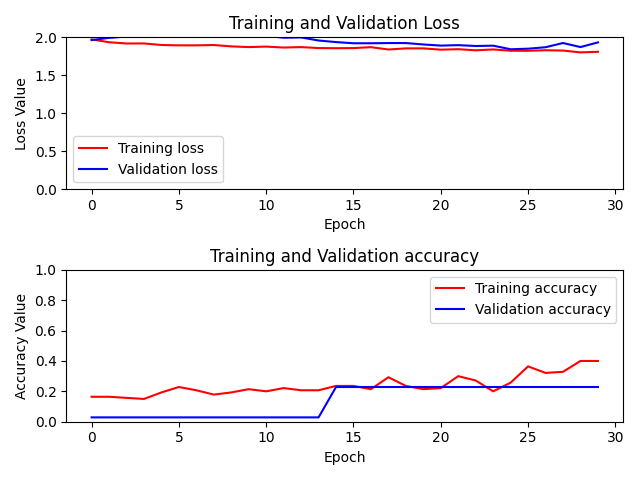 Training and Validation Loss
Loss Value
2.0
1.5
1.0
0.5
0.0
Training loss
Validation loss
0 5 10 15 20 25 30
Epoch
Training and Validation accuracy
Accuracy Value
1.0
0.8
0.6
0.4
0.2
0.0
Training accuracy
Validation accuracy
0 5 10 15 20 25 30
Epoch